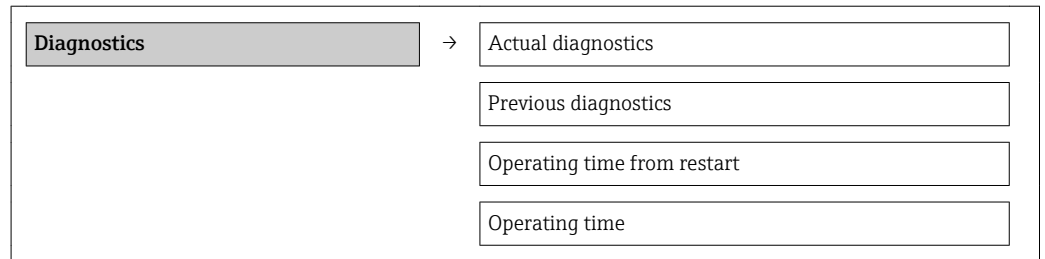 Diagnostics → Actual diagnostics
Previous diagnostics
Operating time from restart
Operating time